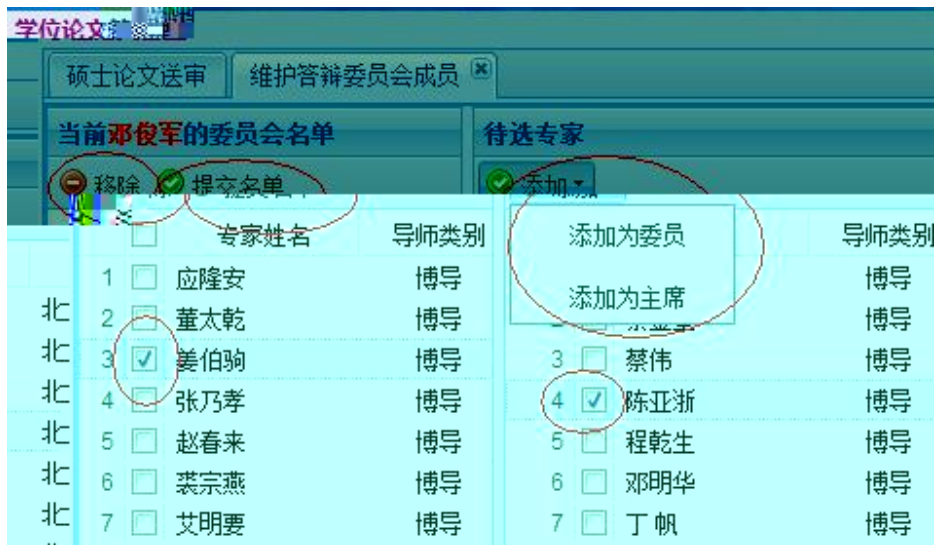 学位论文
硕士论文送审 维护答辩委员会成员
当前邓俊军的委员会名单 待选专家
移除 提交名单 添加
专家姓名 导师类别 添加为委员 导师类别
1 应隆安 博导 添加为主席 博导
北 2 董太乾 博导 博导
北 3 姜伯驹 博导 3 蔡伟 博导
北 4 张乃孝 博导 4 陈亚浙 博导
北 5 赵春来 博导 5 程乾生 博导
北 6 裘宗燕 博导 6 邓明华 博导
北 7 艾明要 博导 7 丁帆 博导